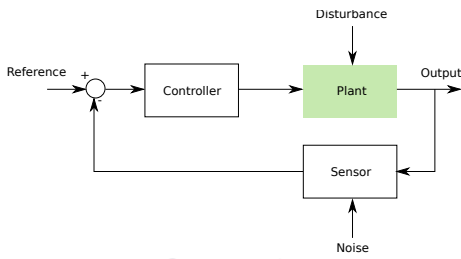 Disturbance
Reference
+
Output
Controller
Plant
-
Sensor
Noise